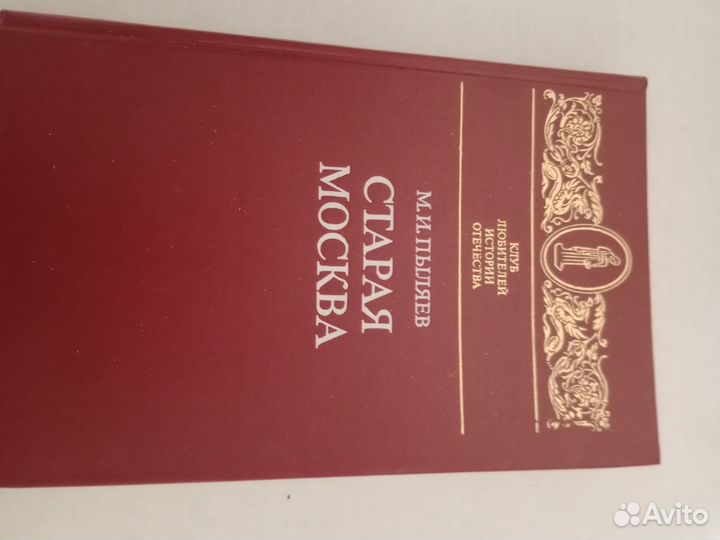 КЛУБ
ЛЮБИТЕЛЕЙ
ИСТОРИИ
ОТЕЧЕСТВА
М.И.ПЫЛЯЕВ
СТАРАЯ
МОСКВА
Avito